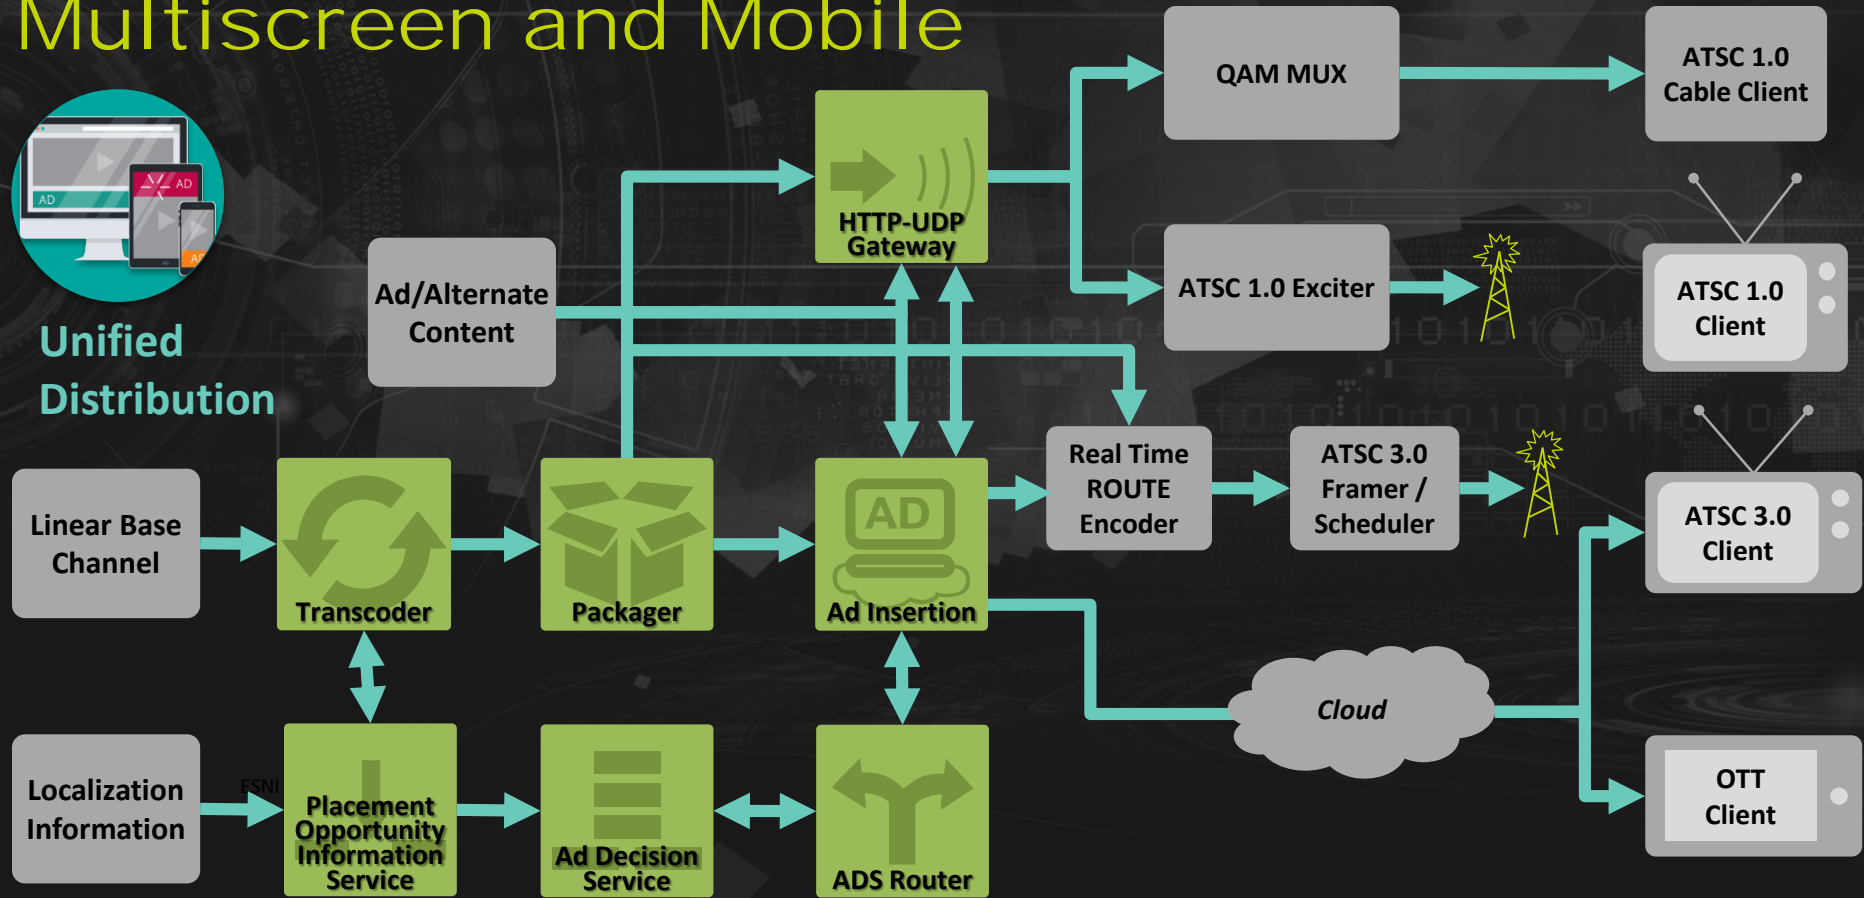 Multiscreen and Mobile
AD
AD
AD
Unified
Distribution
Ad/Alternate
Content
HTTP-UDP
Gateway
QAM MUX
ATSC 1.0
Cable Client
ATSC 1.0 Exciter
ATSC 1.0
Client
Linear Base
Channel
Transcoder
Packager
AD
Ad Insertion
Real Time
ROUTE
Encoder
ATSC 3.0
Framer /
Scheduler
ATSC 3.0
Client
Cloud
Localization
Information
ESNI
Placement
Opportunity
Information
Service
Ad Decision
Service
ADS Router
OTT
Client